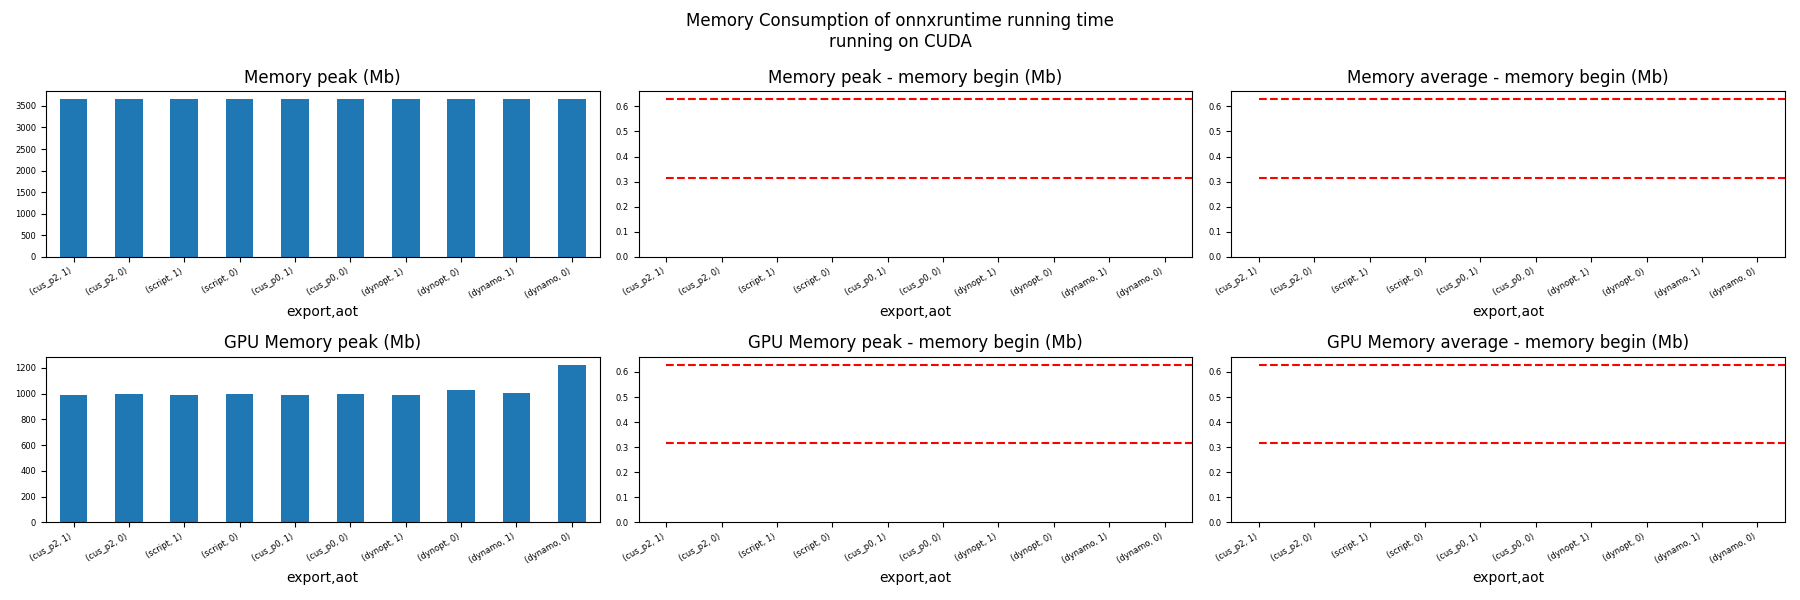 Memory Consumption of onnxruntime running time
running on CUDA
Memory peak (Mb)
3500
3000
2500
2000
1500
1000
500
0
(cus_p2, 1)
(cus_p2, 0)
(script, 1)
(script, 0)
(cus_p0, 1)
(cus_p0, 0)
(dynopt, 1)
(dynopt, 0)
(dynamo, 1)
(dynamo, 0)
export,aot
Memory peak - memory begin (Mb)
0.6
0.5
0.4
0.3
0.2
0.1
0.0
(cus_p2, 1)
(cus_p2, 0)
(script, 1)
(script, 0)
(cus_p0, 1)
(cus_p0, 0)
(dynopt, 1)
(dynopt, 0)
(dynamo, 1)
(dynamo, 0)
export,aot
Memory average - memory begin (Mb)
0.6
0.5
0.4
0.3
0.2
0.1
0.0
(cus_p2, 1)
(cus_p2, 0)
(script, 1)
(script, 0)
(cus_p0, 1)
(cus_p0, 0)
(dynopt, 1)
(dynopt, 0)
(dynamo, 1)
(dynamo, 0)
export,aot
GPU Memory peak (Mb)
1200
1000
800
600
400
200
0
(cus_p2, 1)
(cus_p2, 0)
(script, 1)
(script, 0)
(cus_p0, 1)
(cus_p0, 0)
(dynopt, 1)
(dynopt, 0)
(dynamo, 1)
(dynamo, 0)
export,aot
GPU Memory peak - memory begin (Mb)
0.6
0.5
0.4
0.3
0.2
0.1
0.0
(cus_p2, 1)
(cus_p2, 0)
(script, 1)
(script, 0)
(cus_p0, 1)
(cus_p0, 0)
(dynopt, 1)
(dynopt, 0)
(dynamo, 1)
(dynamo, 0)
export,aot
GPU Memory average - memory begin (Mb)
0.6
0.5
0.4
0.3
0.2
0.1
0.0
(cus_p2, 1)
(cus_p2, 0)
(script, 1)
(script, 0)
(cus_p0, 1)
(cus_p0, 0)
(dynopt, 1)
(dynopt, 0)
(dynamo, 1)
(dynamo, 0)
export,aot